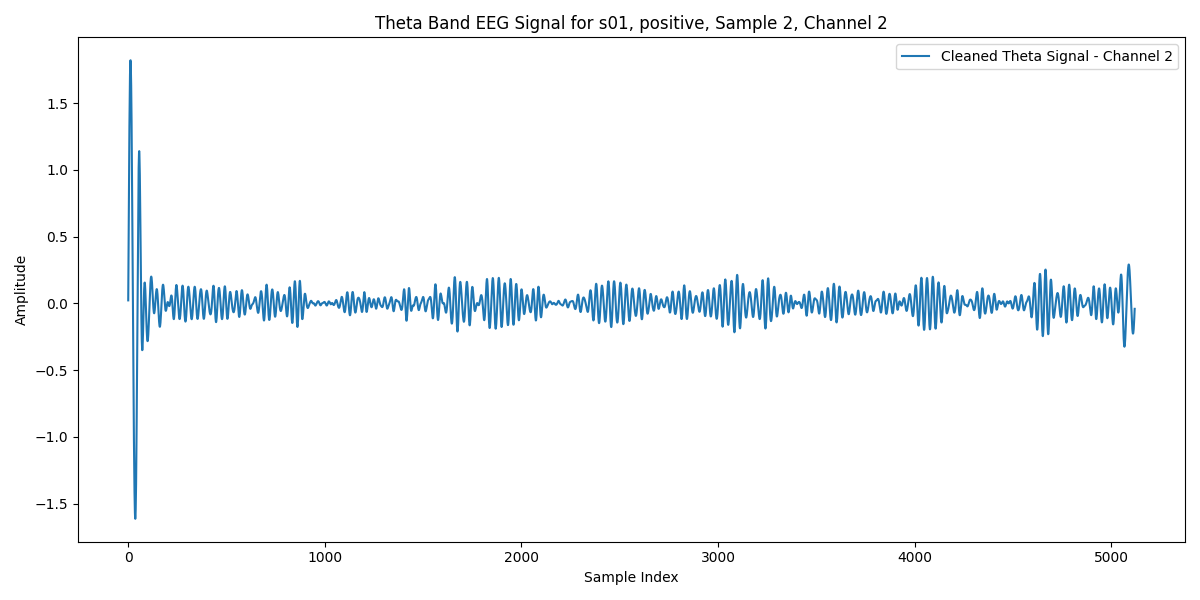 Theta Band EEG Signal for s01, positive, Sample 2, Channel 2
Cleaned Theta Signal - Channel 2
Amplitude
1.5
1.0
0.5
0.0
−0.5
−1.0
−1.5
0 1000 2000 3000 4000 5000
Sample Index